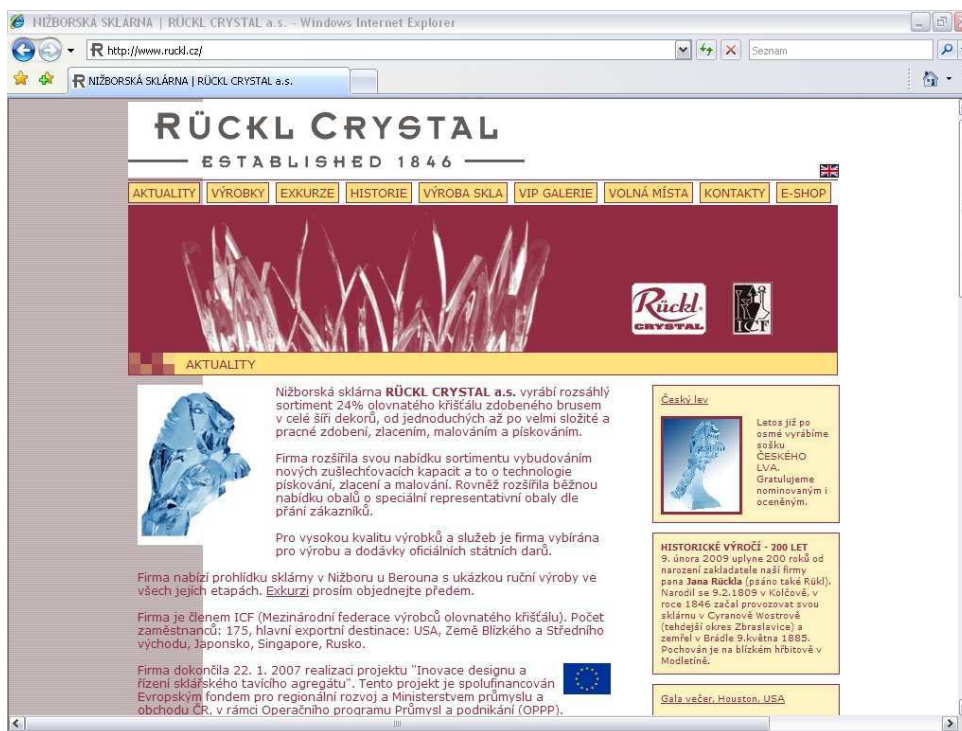 NIŽBORSKÁ SKLÁRNA | RÜCKL CRYSTAL a.s. - Windows Internet Explorer
http://www.ruckl.cz/
Seznam
NIŽBORSKÁ SKLÁRNA | RÜCKL CRYSTAL a.s.
RÜCKL CRYSTAL
ESTABLISHED 1846
AKTUALITY VÝROBKY EXKURZE HISTORIE VÝROBA SKLA VIP GALERIE VOLNÁ MÍSTA KONTAKTY E-SHOP
Rückl
CRYSTAL
ICF
AKTUALITY
Nižborská sklárna RÜCKL CRYSTAL a.s. vyrábí rozsáhlý
sortiment 24% olovnatého křišťálu zdobeného brusem
v celé šíři dekorů, od jednoduchých až po velmi složité a
pracné zdobení, zlacením, malováním a pískováním.
Firma rozšířila svou nabídku sortimentu vybudováním
nových zušlechťovacích kapacit a to o technologie
pískování, zlacení a malování. Rovněž rozšířila běžnou
nabídku obalů o speciální representativní obaly dle
přání zákazníků.
Pro vysokou kvalitu výrobků a služeb je firma vybírána
pro výrobu a dodávky oficiálních státních darů.
Firma nabízí prohlídku sklárny v Nižboru u Berouna s ukázkou ruční výroby ve
všech jejích etapách. Exkurzi prosím objednejte předem.
Firma je členem ICF (Mezinárodní federace výrobců olovnatého křišťálu). Počet
zaměstnanců: 175, hlavní exportní destinace: USA, Země Blízkého a Středního
východu, Japonsko, Singapore, Rusko.
Firma dokončila 22. 1. 2007 realizaci projektu "Inovace designu a
řízení sklářského tavícího agregátu". Tento projekt je spolufinancován
Evropským fondem pro regionální rozvoj a Ministerstvem průmyslu a
obchodu ČR, v rámci Operačního programu Průmysl a podnikání (OPPP).
Český lev
Letos již po
osmé vyrábíme
sošku
ČESKÉHO
LVA.
Gratulujeme
nominovaným i
oceněným.
HISTORICKÉ VÝROČÍ - 200 LET
9. února 2009 uplyne 200 roků od
narození zakladatele naší firmy
pana Jana Rückla (psáno také Rükl).
Narodil se 9.2.1809 v Kolčově, v
roce 1846 začal provozovat svou
sklárnu v Cyranově Wostrově
(tehdejší okres Zbraslavice) a
zemřel v Brádle 9.května 1885.
Pochován je na blízkém hřbitově v
Modletíně.
Gala večer, Houston, USA